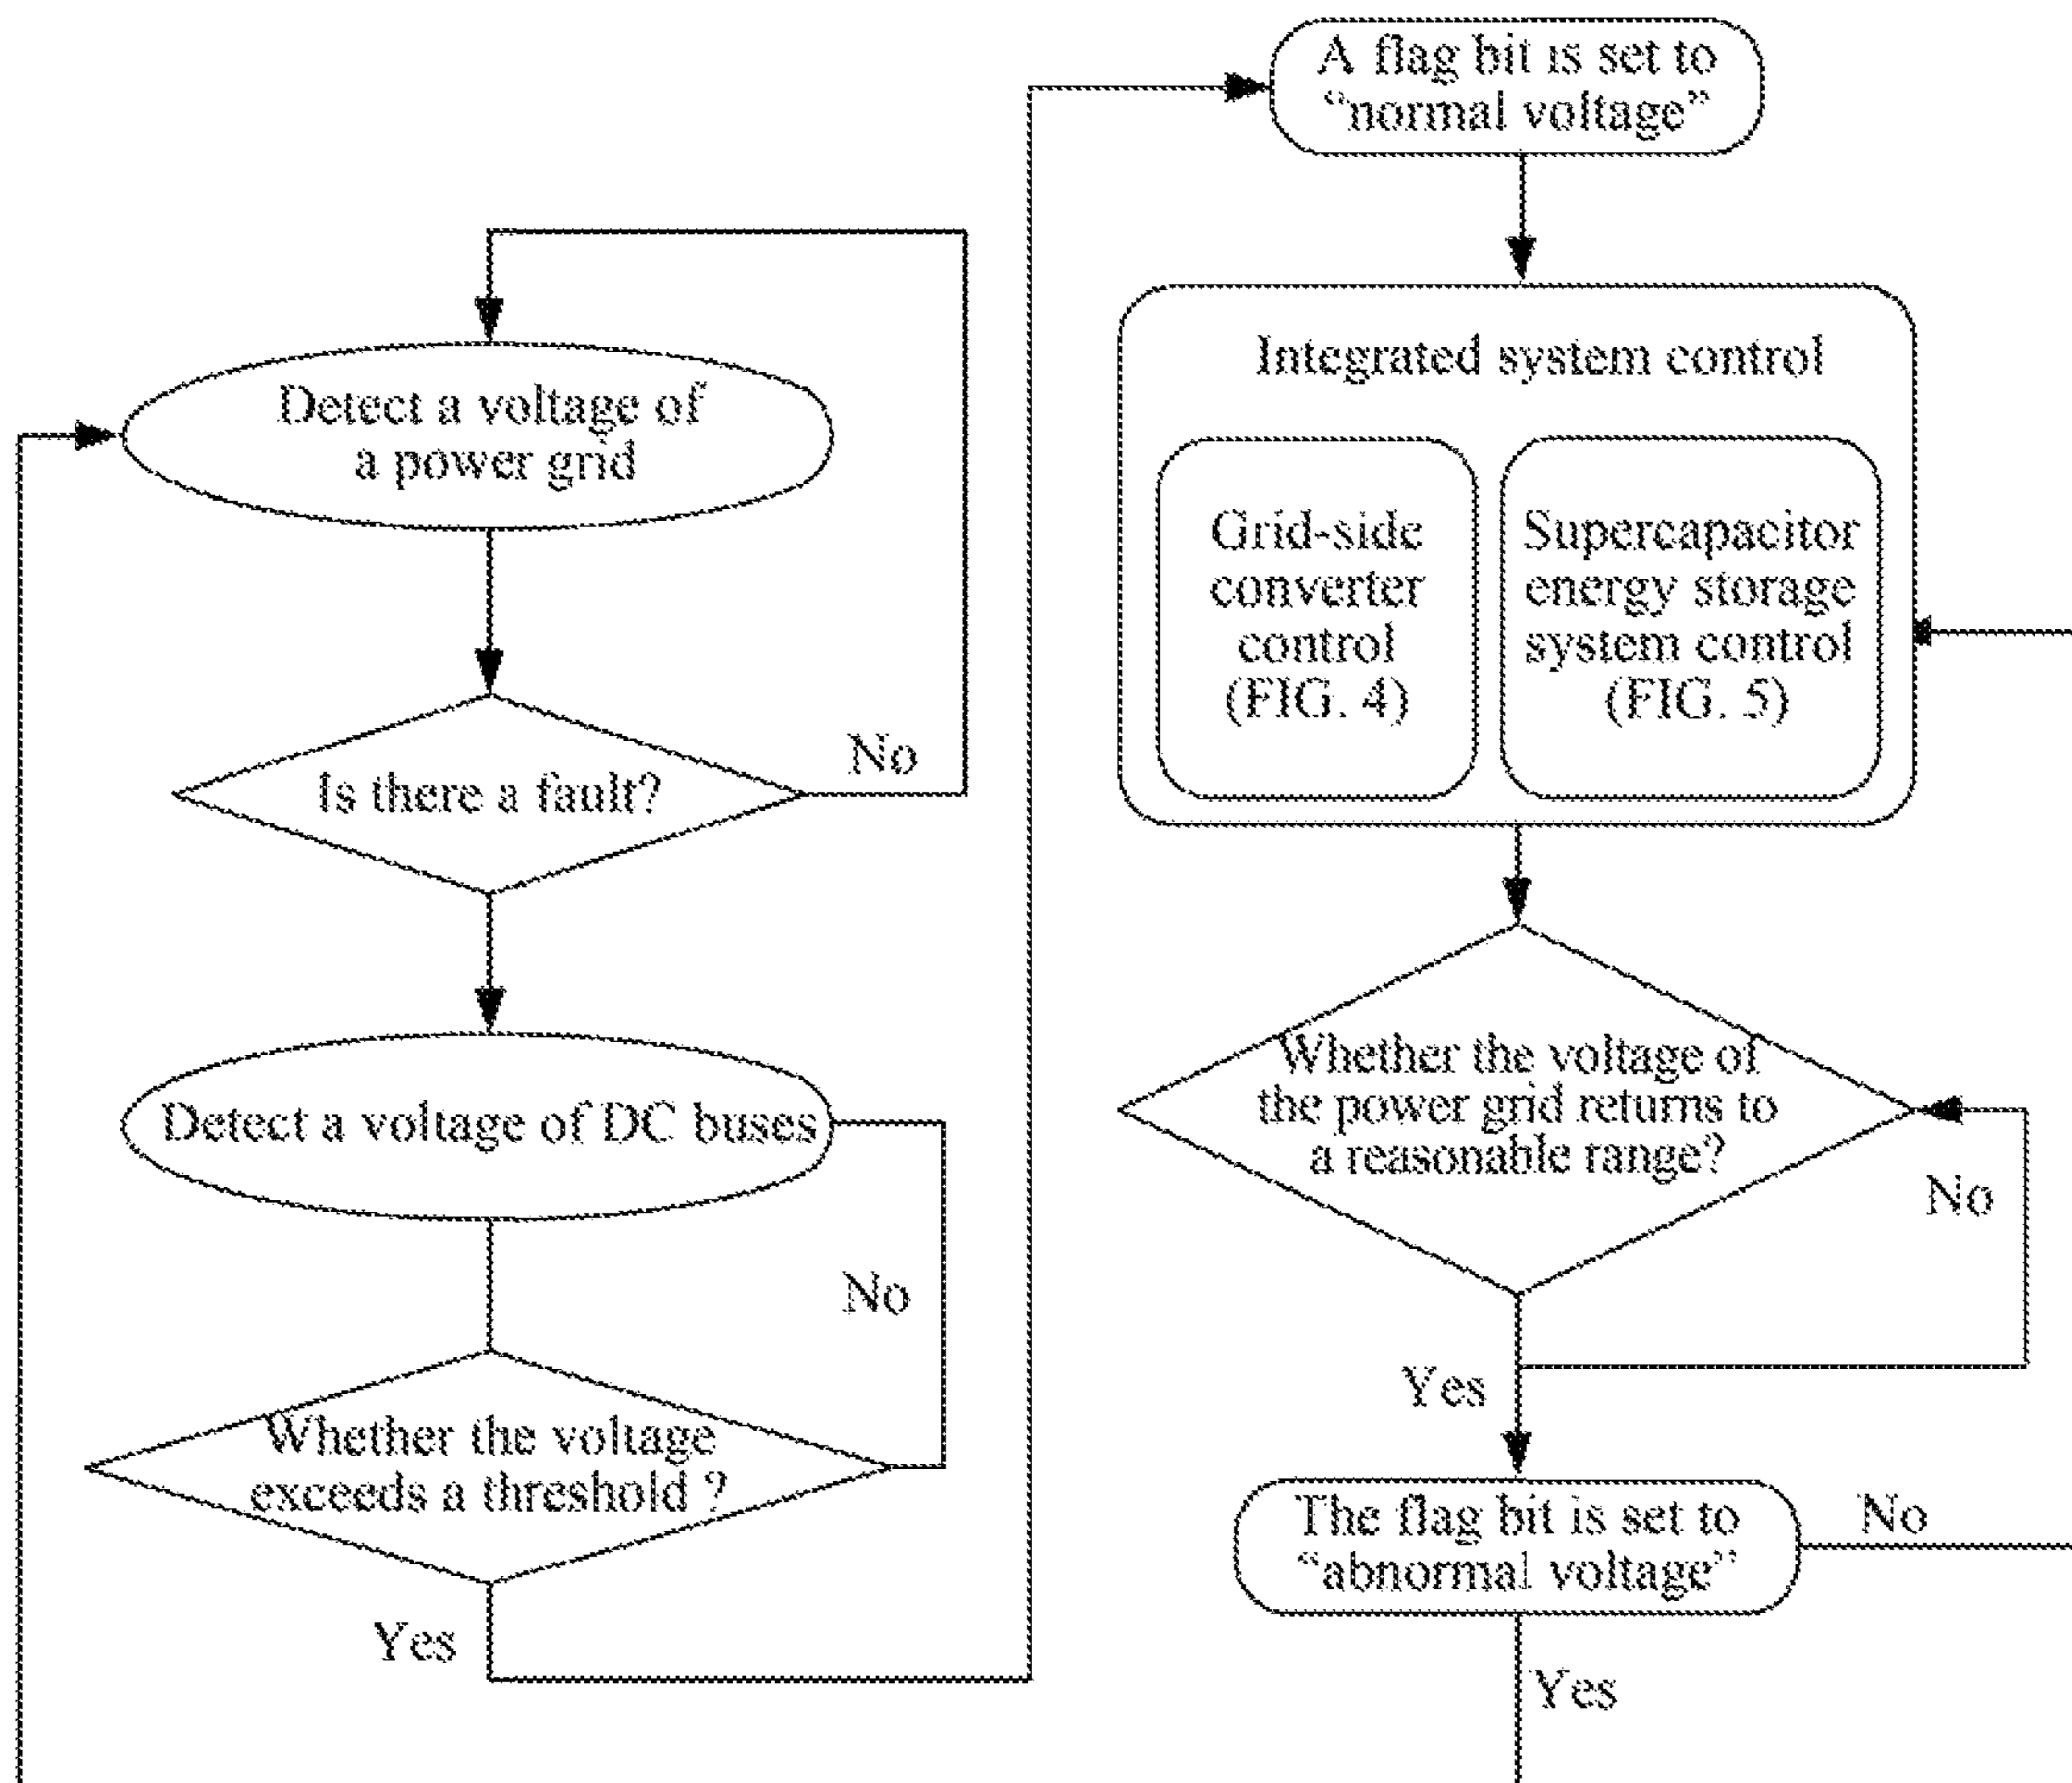 Detect a voltage of
a power grid
Is there a fault?
No
Detect a voltage of DC buses
No
Whether the voltage
exceeds a threshold ?
Yes
A flag bit is set to
“normal voltage”
Integrated system control
Grid-side
converter
control
(FIG. 4)
Supercapacitor
energy storage
system control
(FIG. 5)
Whether the voltage of
the power grid returns to
a reasonable range?
No
Yes
The flag bit is set to
“abnormal voltage”
No
Yes